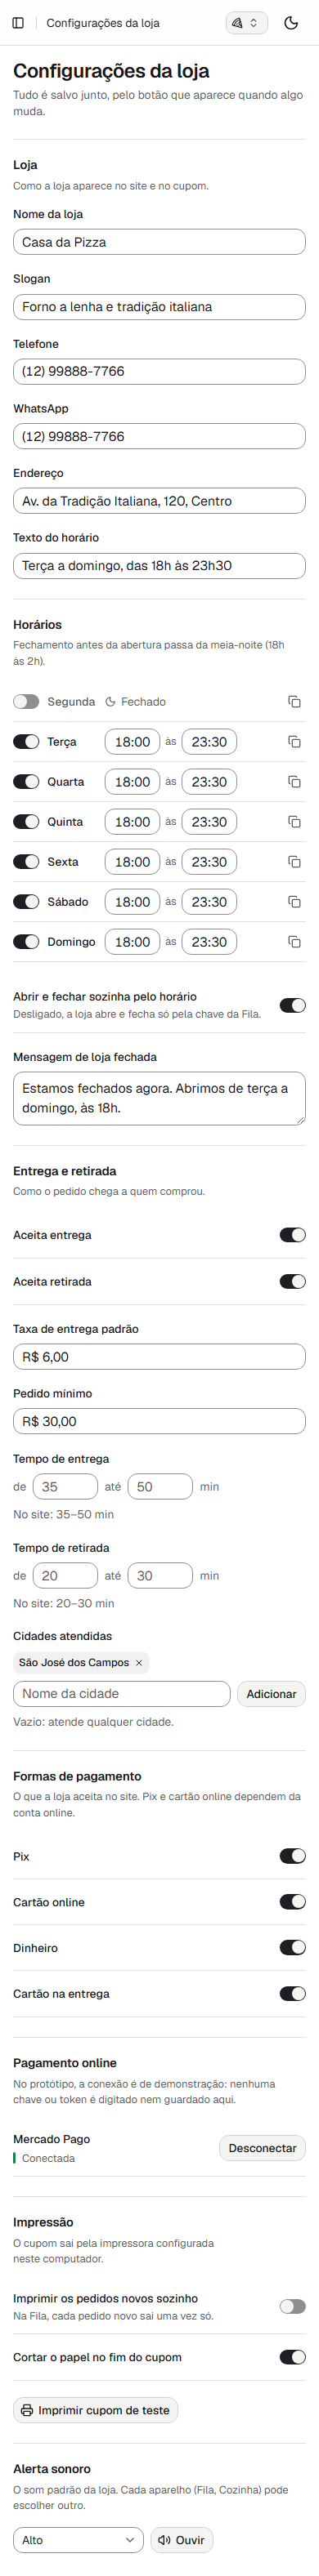 Configurações da loja
Configurações da loja
Tudo é salvo junto, pelo botão que aparece quando algo
muda.
Loja
Como a loja aparece no site e no cupom.
Nome da loja
Casa da Pizza
Slogan
Forno a lenha e tradição italiana
Telefone
(12) 99888-7766
WhatsApp
(12) 99888-7766
Endereço
Av. da Tradição Italiana, 120, Centro
Texto do horário
Terça a domingo, das 18h às 23h30
Horários
Fechamento antes da abertura passa da meia-noite (18h
às 2h).
Segunda Fechado
Terça 18:00 às 23:30
Quarta 18:00 às 23:30
Quinta 18:00 às 23:30
Sexta 18:00 às 23:30
Sábado 18:00 às 23:30
Domingo 18:00 às 23:30
Abrir e fechar sozinha pelo horário
Desligado, a loja abre e fecha só pela chave da Fila.
Mensagem de loja fechada
Estamos fechados agora. Abrimos de terça a
domingo, às 18h.
Entrega e retirada
Como o pedido chega a quem comprou.
Aceita entrega
Aceita retirada
Taxa de entrega padrão
R$ 6,00
Pedido mínimo
R$ 30,00
Tempo de entrega
de 35 até 50 min
No site: 35–50 min
Tempo de retirada
de 20 até 30 min
No site: 20–30 min
Cidades atendidas
São José dos Campos ×
Nome da cidade Adicionar
Vazio: atende qualquer cidade.
Formas de pagamento
O que a loja aceita no site. Pix e cartão online dependem da
conta online.
Pix
Cartão online
Dinheiro
Cartão na entrega
Pagamento online
No protótipo, a conexão é de demonstração: nenhuma
chave ou token é digitado nem guardado aqui.
Mercado Pago
Conectada
Desconectar
Impressão
O cupom sai pela impressora configurada
neste computador.
Imprimir os pedidos novos sozinho
Na Fila, cada pedido novo sai uma vez só.
Cortar o papel no fim do cupom
Imprimir cupom de teste
Alerta sonoro
O som padrão da loja. Cada aparelho (Fila, Cozinha) pode
escolher outro.
Alto Ouvir